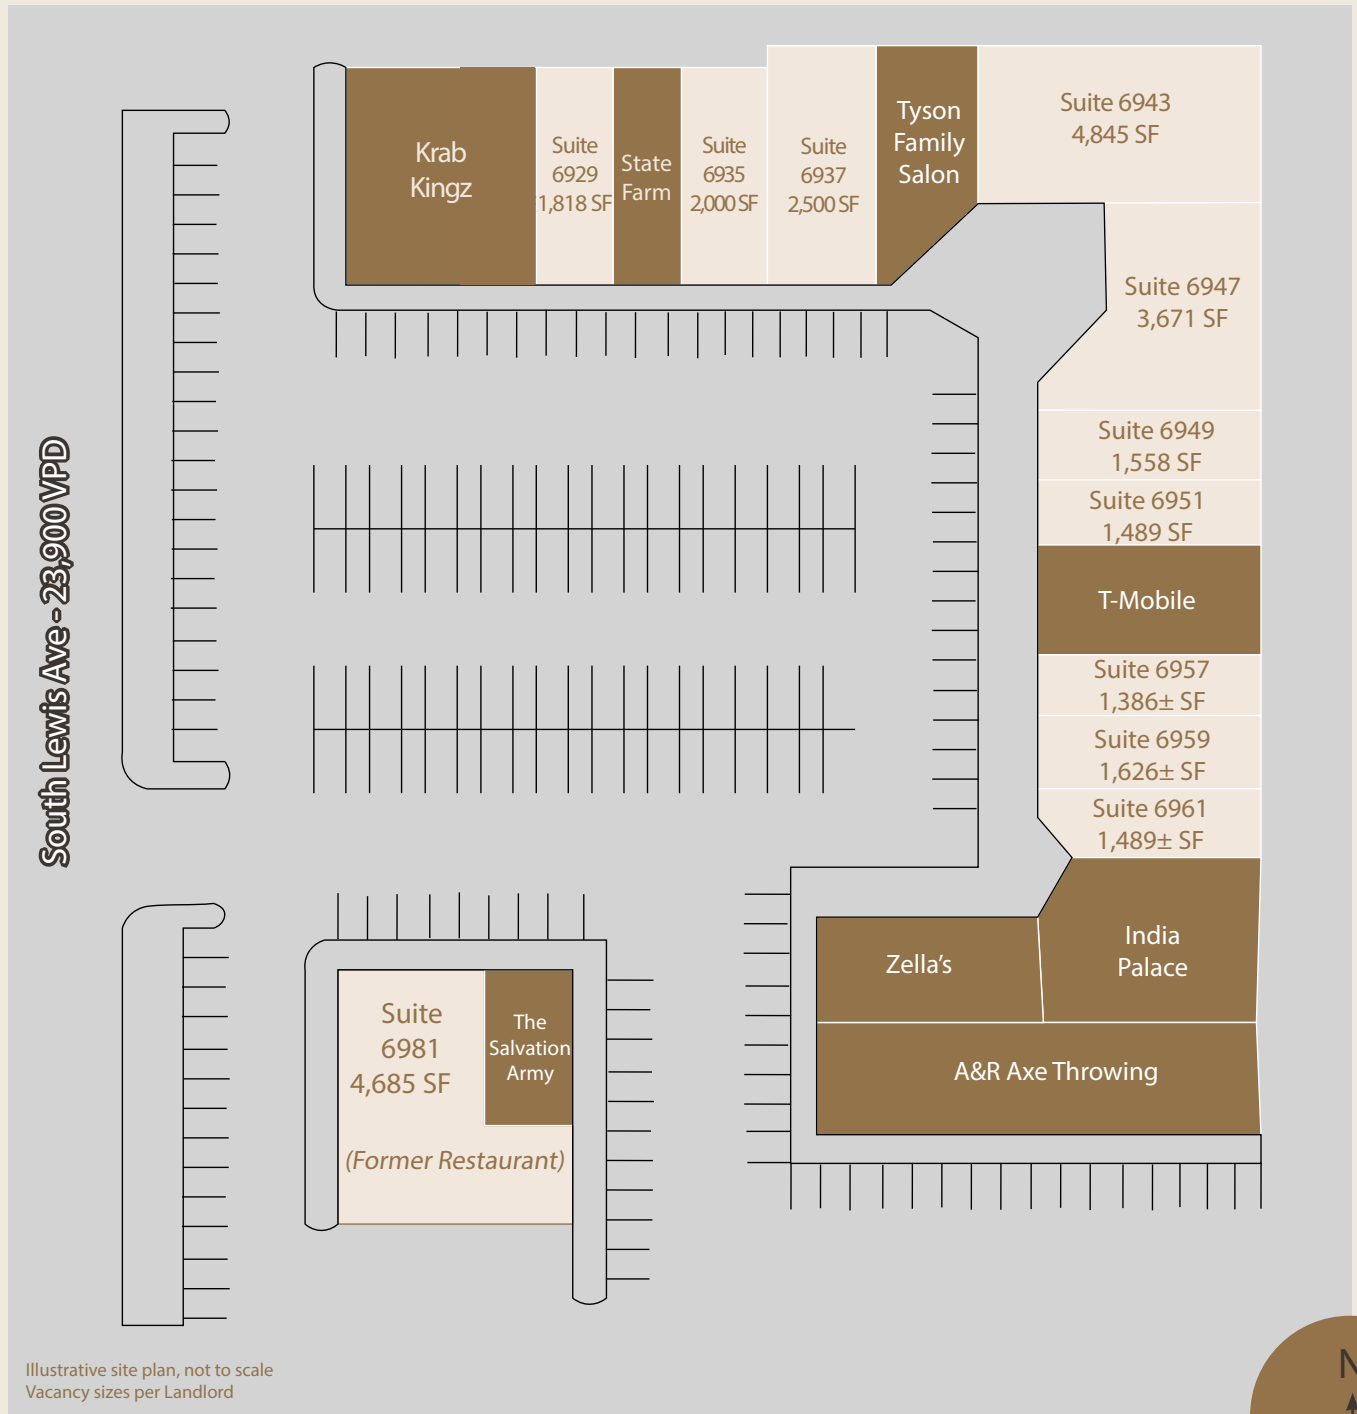 Krab
Kingz
Suite
6929
1,818 SF
State
Farm
Suite
6935
2,000 SF
Suite
6937
2,500 SF
Tyson
Family
Salon
Suite 6943
4,845 SF
Suite 6947
3,671 SF
Suite 6949
1,558 SF
Suite 6951
1,489 SF
T-Mobile
Suite 6957
1,386± SF
Suite 6959
1,626± SF
Suite 6961
1,489± SF
India
Palace
Zella’s
A&R Axe Throwing
South Lewis Ave - 23,900 VPD
Suite
6981
4,685 SF
(Former Restaurant)
The
Salvation
Army
Illustrative site plan, not to scale
Vacancy sizes per Landlord
N